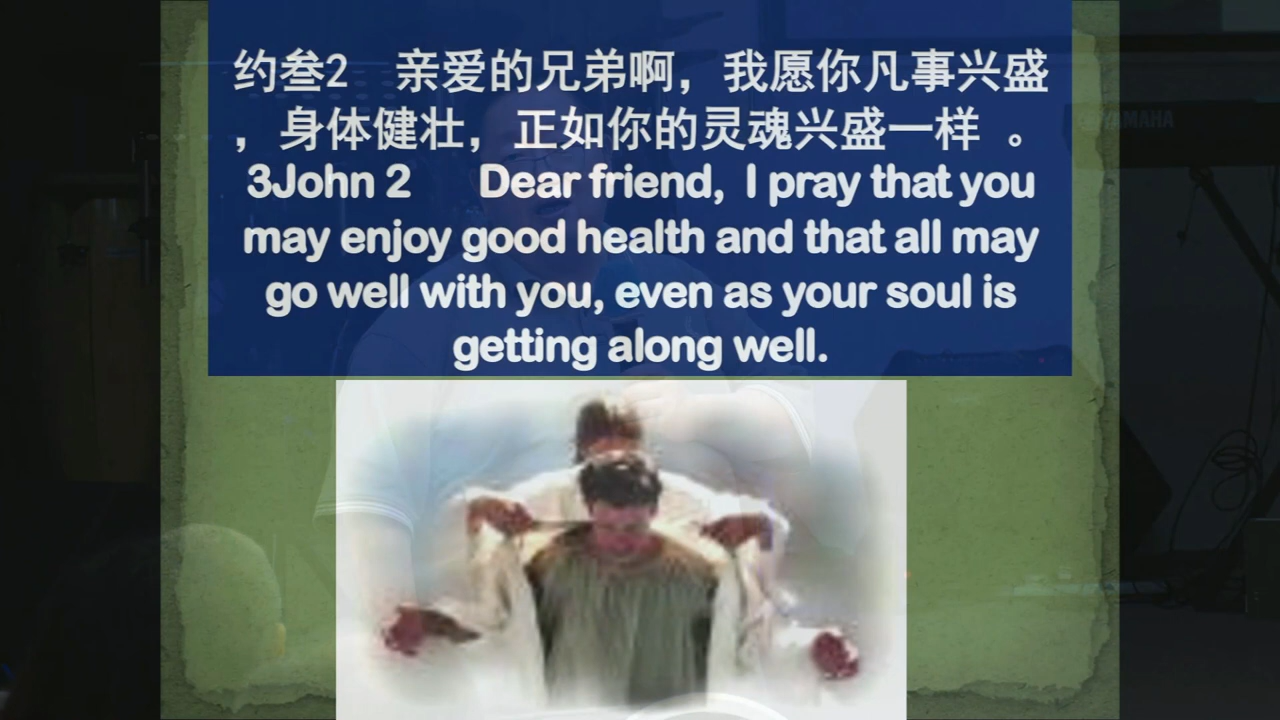 约叁2 亲爱的兄弟啊，我愿你凡事兴盛
，身体健壮，正如你的灵魂兴盛一样 。
3John 2 Dear friend, I pray that you
may enjoy good health and that all may
go well with you, even as your soul is
getting along well.
YAMAHA